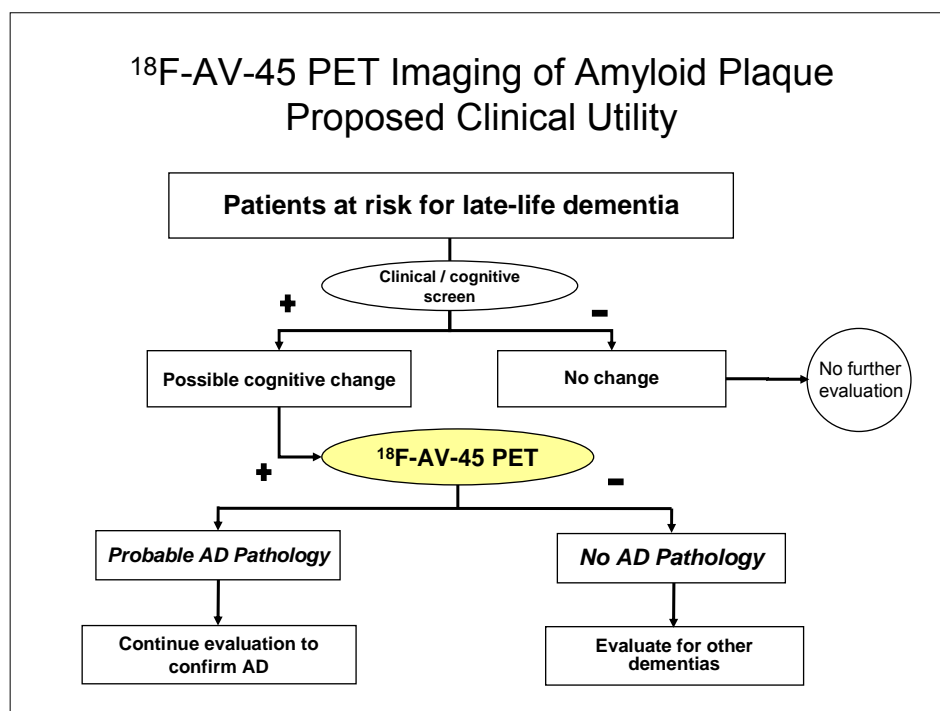 ¹⁸F-AV-45 PET Imaging of Amyloid Plaque
Proposed Clinical Utility
Patients at risk for late-life dementia
Clinical / cognitive
screen
+
-
Possible cognitive change
No change
No further
evaluation
¹⁸F-AV-45 PET
+
-
Probable AD Pathology
No AD Pathology
Continue evaluation to
confirm AD
Evaluate for other
dementias